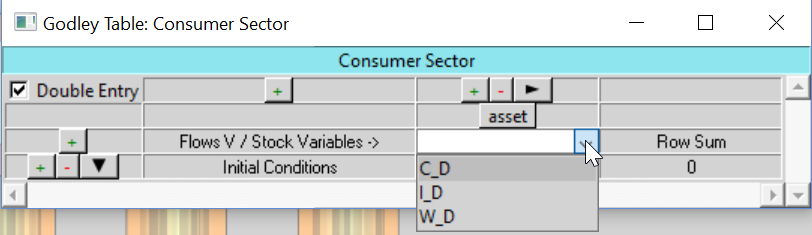 Godley Table: Consumer Sector
Consumer Sector
Double Entry + + - ►
asset
+ Flows V / Stock Variables -> Row Sum
+ - ▼ Initial Conditions 0
C_D
I_D
W_D